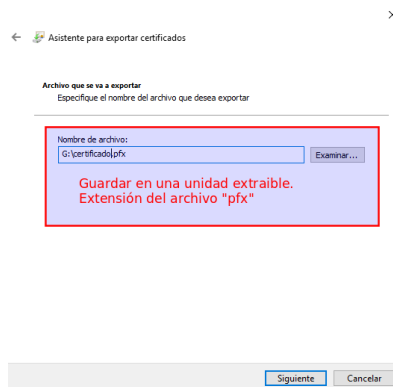 Asistente para exportar certificados
Archivo que se va a exportar
Especifique el nombre del archivo que desea exportar
Nombre de archivo:
G:\certificado.pfx
Examinar...
Guardar en una unidad extraible.
Extensión del archivo "pfx"
Siguiente
Cancelar